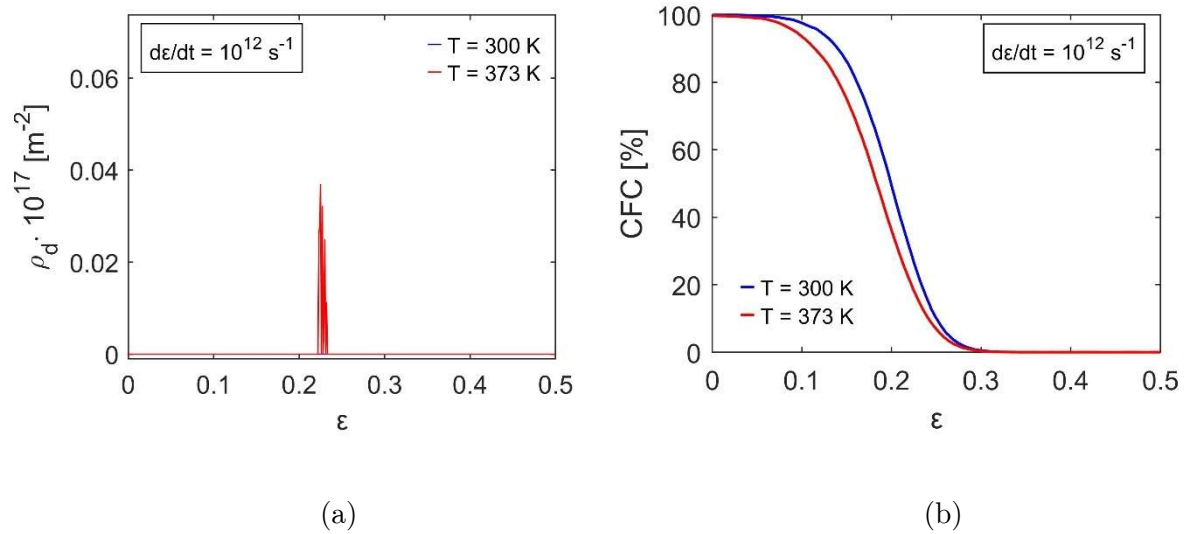 dε/dt = 10^12 s^-1
T = 300 K
T = 373 K
0.06
0.04
0.02
0
ρ_d · 10^17 [m^-2]
0 0.1 0.2 0.3 0.4 0.5
ε
(a)
100
80
60
40
20
0
CFC [%]
dε/dt = 10^12 s^-1
T = 300 K
T = 373 K
0 0.1 0.2 0.3 0.4 0.5
ε
(b)